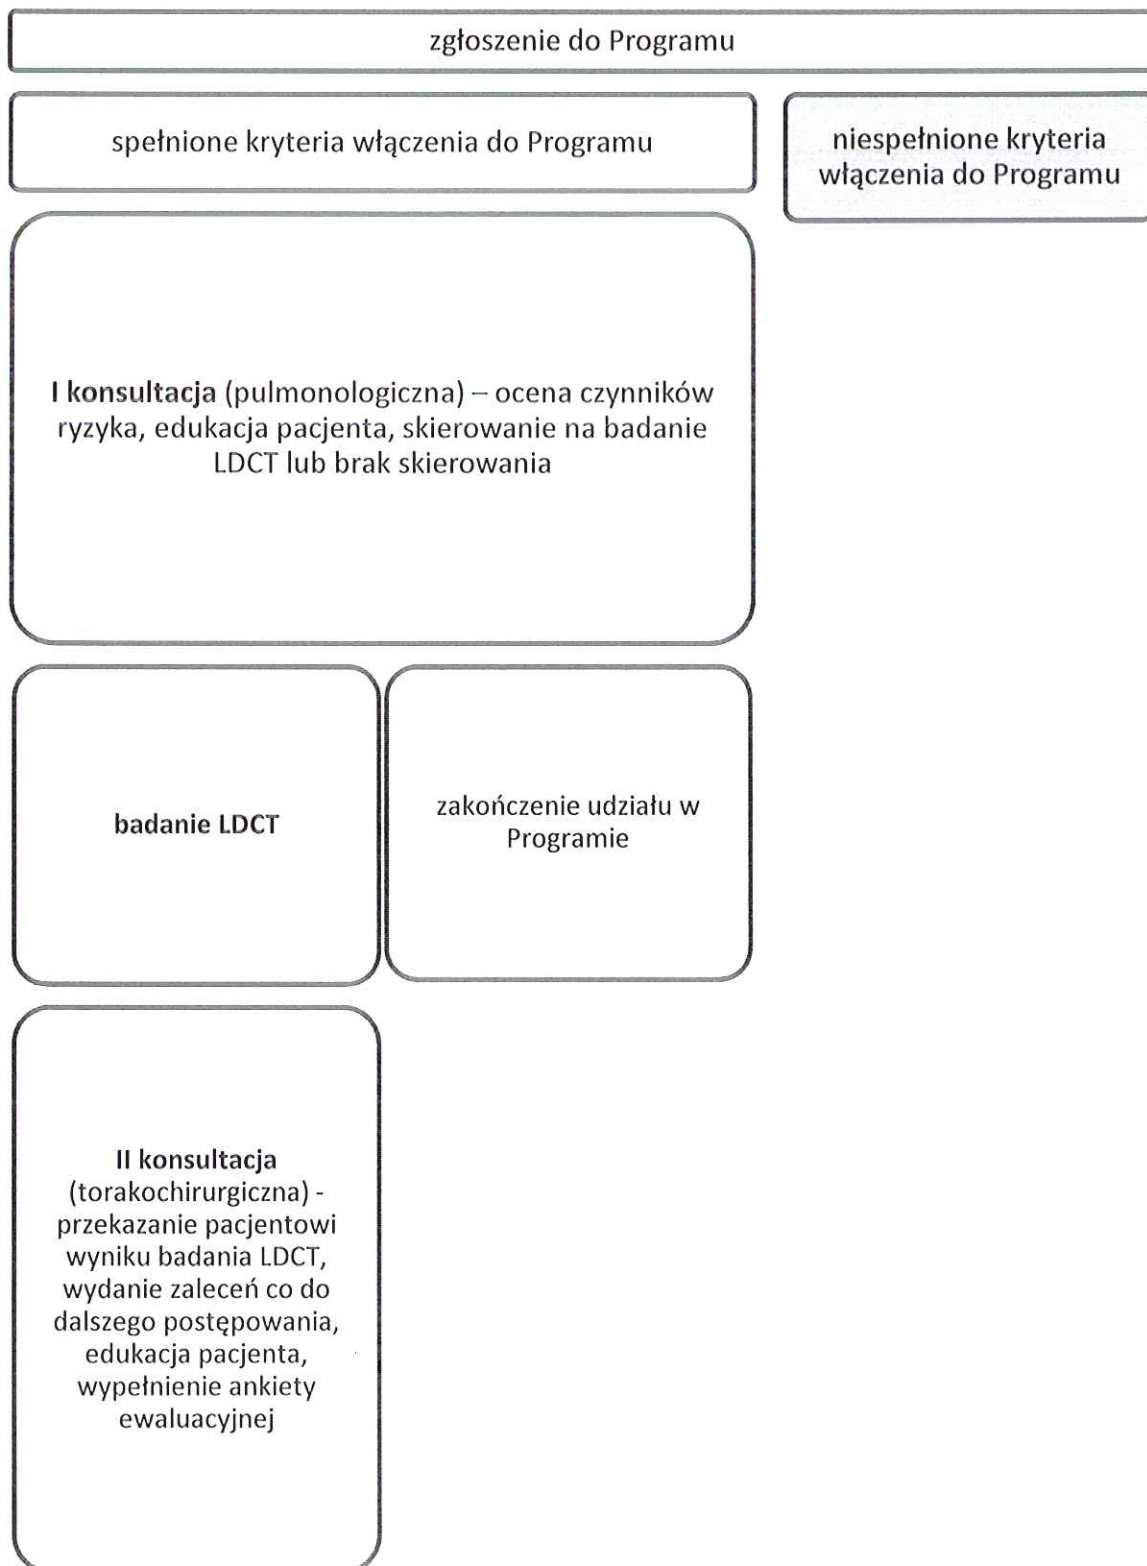 zgłoszenie do Programu
spełnione kryteria włączenia do Programu
niespełnione kryteria
włączenia do Programu
I konsultacja (pulmonologiczna) – ocena czynników
ryzyka, edukacja pacjenta, skierowanie na badanie
LDCT lub brak skierowania
badanie LDCT
zakończenie udziału w
Programie
II konsultacja
(torakochirurgiczna) -
przekazanie pacjentowi
wyniku badania LDCT,
wydanie zaleceń co do
dalszego postępowania,
edukacja pacjenta,
wypełnienie ankiety
ewaluacyjnej